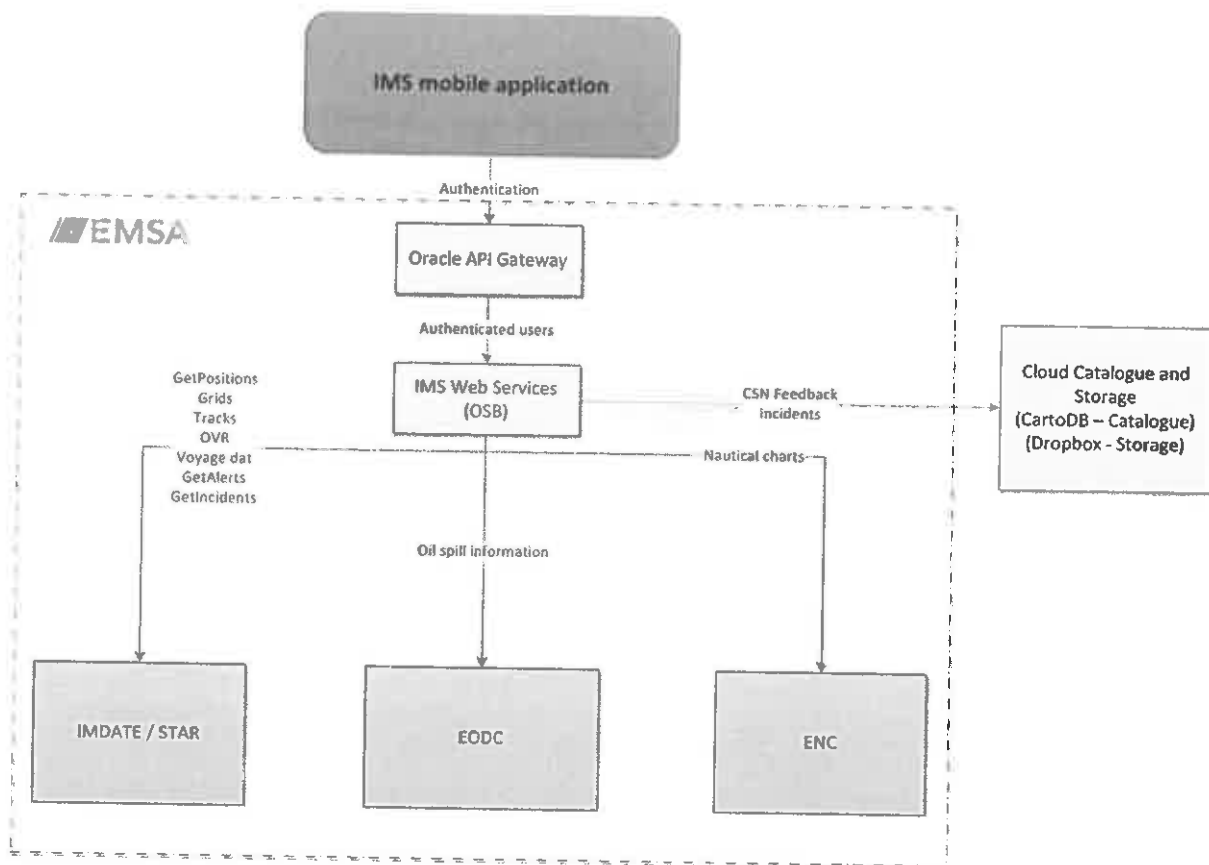 IMS mobile application
Authentication
EMSA
Oracle API Gateway
Authenticated users
IMS Web Services
(OSB)
GetPositions
Grids
Tracks
OVR
Voyage dat
GetAlerts
GetIncidents
CSN Feedback
Incidents
Cloud Catalogue and
Storage
(CartoDB – Catalogue)
(Dropbox - Storage)
Nautical charts
Oil spill information
IMDATE / STAR
EODC
ENC